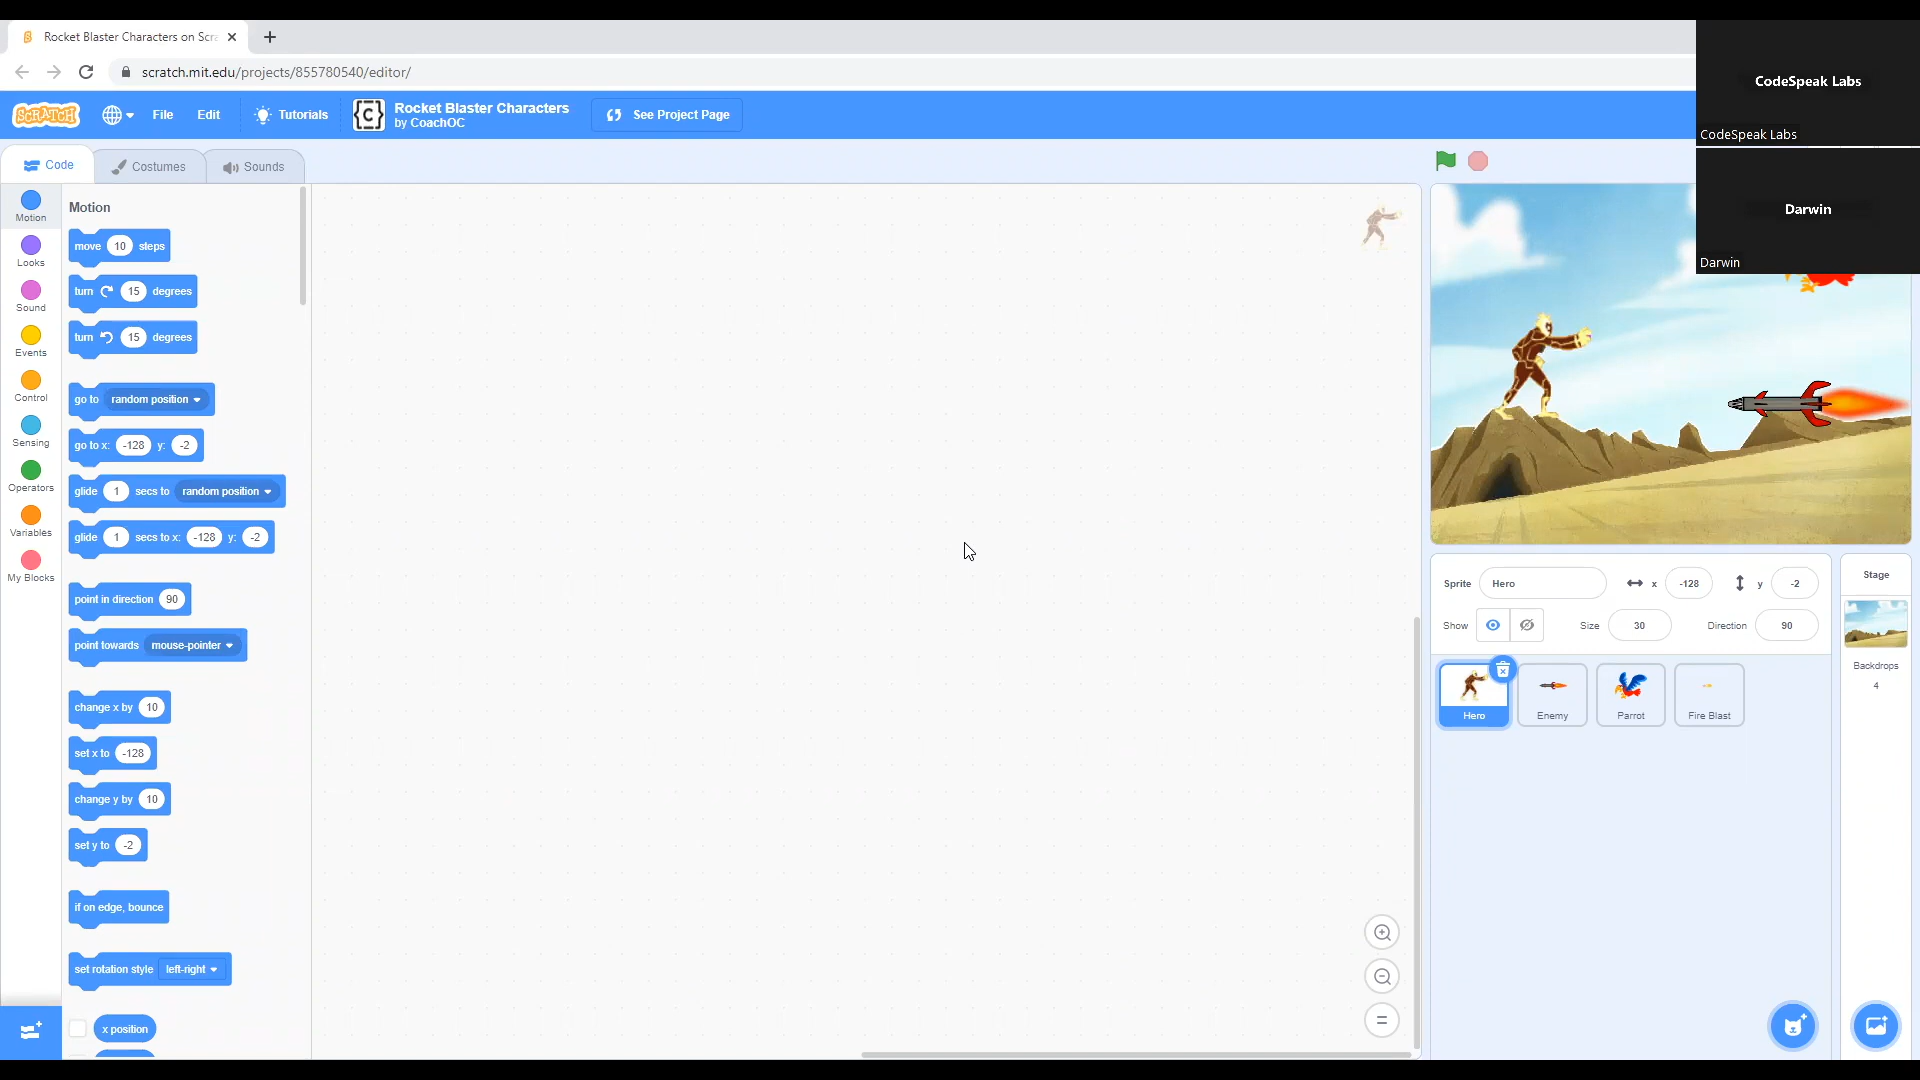 Rocket Blaster Characters on Scra
scratch.mit.edu/projects/855780540/editor/
SCRATCH
File
Edit
Tutorials
{C}
Rocket Blaster Characters
by CoachOC
See Project Page
CodeSpeak Labs
CodeSpeak Labs
Darwin
Darwin
Code
Costumes
Sounds
Motion
Looks
Sound
Events
Control
Sensing
Operators
Variables
My Blocks
Motion
move 10 steps
turn 15 degrees
turn 15 degrees
go to random position
go to x: -128 y: -2
glide 1 secs to random position
glide 1 secs to x: -128 y: -2
point in direction 90
point towards mouse-pointer
change x by 10
set x to -128
change y by 10
set y to -2
if on edge, bounce
set rotation style left-right
x position
Sprite Hero x -128 y -2
Show Size 30 Direction 90
Hero
Enemy
Parrot
Fire Blast
Stage
Backdrops
4